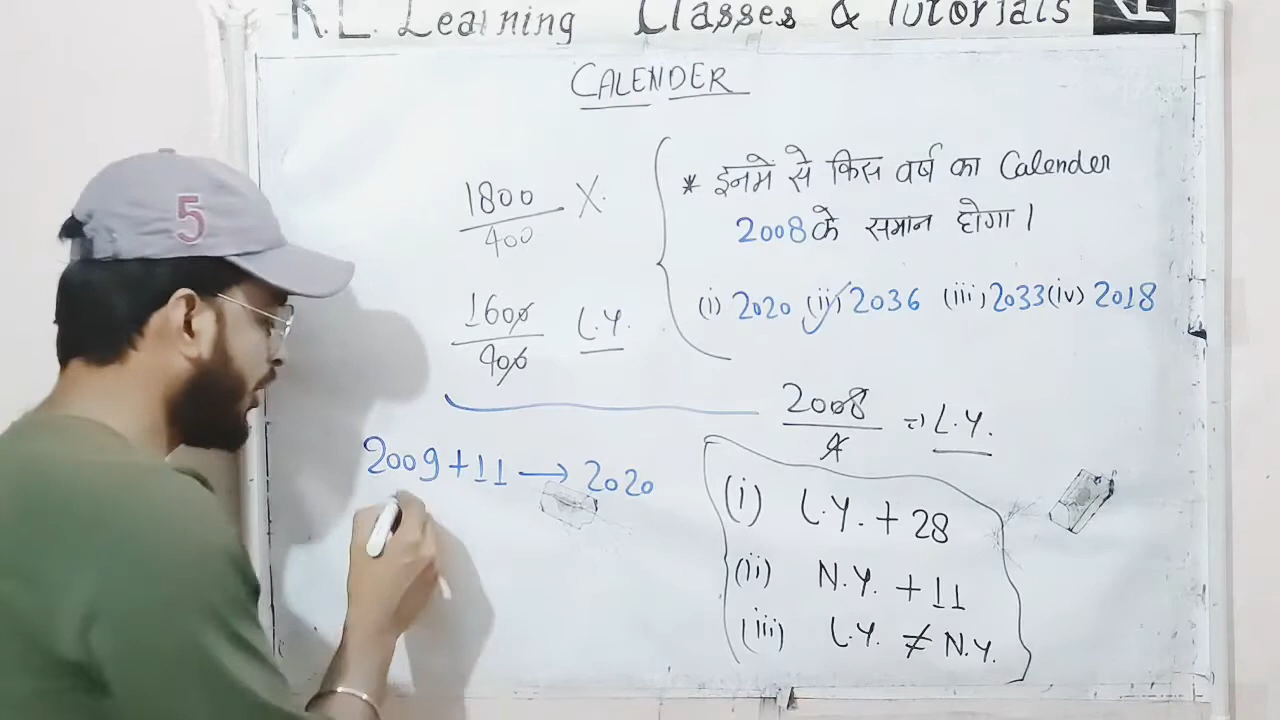 R.L. Learning Classes & Tutorials
CALENDER
5
1800
400 X.
1600
400 L.Y.
* इनमे से किस वर्ष का Calender
2008 के समान होगा।
(i) 2020 (ii) 2036 (iii) 2033 (iv) 2018
2008
4 => L.Y.
2009 + 11 → 2020
(i) L.Y. + 28
(ii) N.Y. + 11
(iii) L.Y. ≠ N.Y.